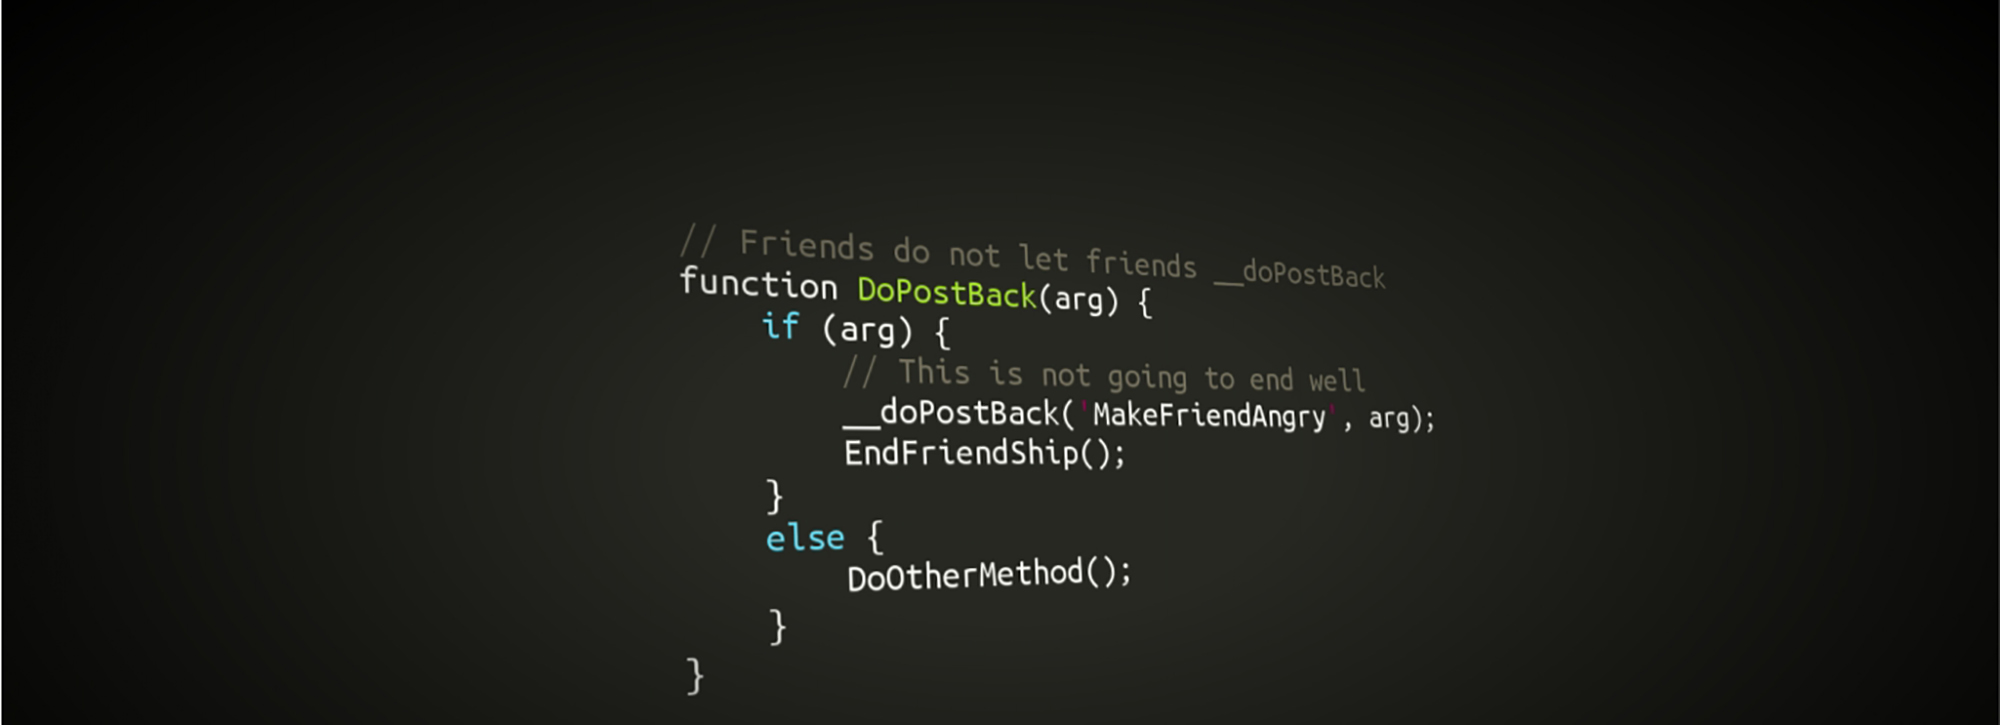 // Friends do not let friends __doPostBack
function DoPostBack(arg) {
if (arg) {
// This is not going to end well
__doPostBack('MakeFriendAngry', arg);
EndFriendShip();
}
else {
DoOtherMethod();
}
}